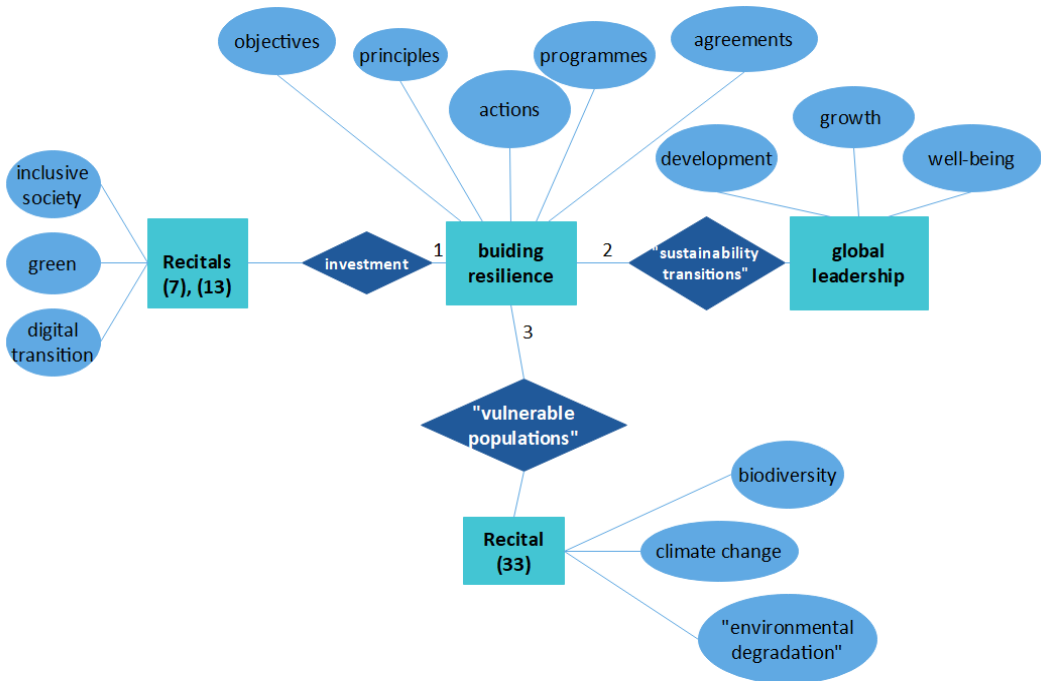 objectives
principles
programmes
agreements
actions
growth
development
well-being
inclusive
society
green
digital
transition
Recitals
(7), (13)
investment
1
buiding
resilience
2
"sustainability
transitions"
global
leadership
3
"vulnerable
populations"
Recital
(33)
biodiversity
climate change
"environmental
degradation"